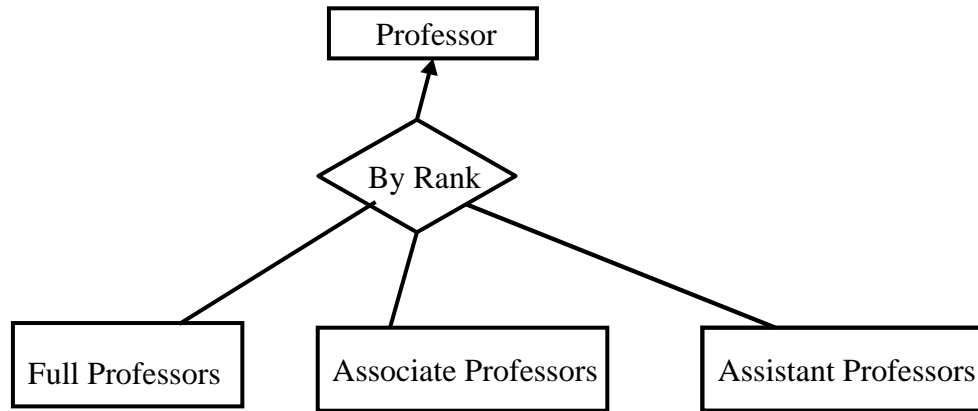 Professor
By Rank
Full Professors
Associate Professors
Assistant Professors